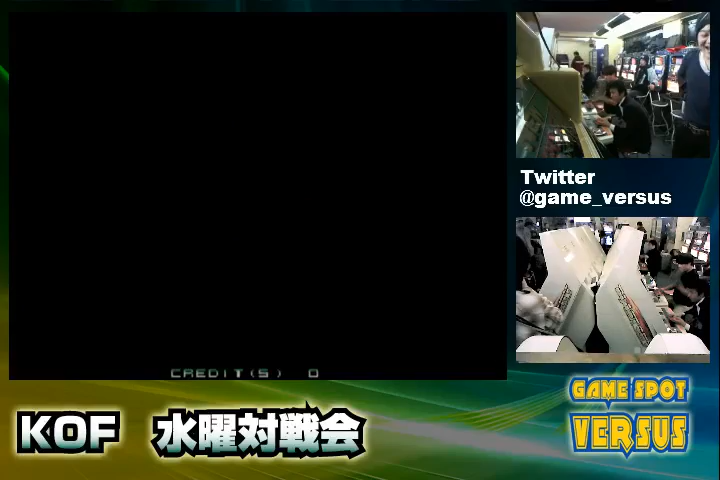 Twitter
@game_versus
CREDIT(S) 0
KOF 水曜対戦会
GAME SPOT
VERSUS